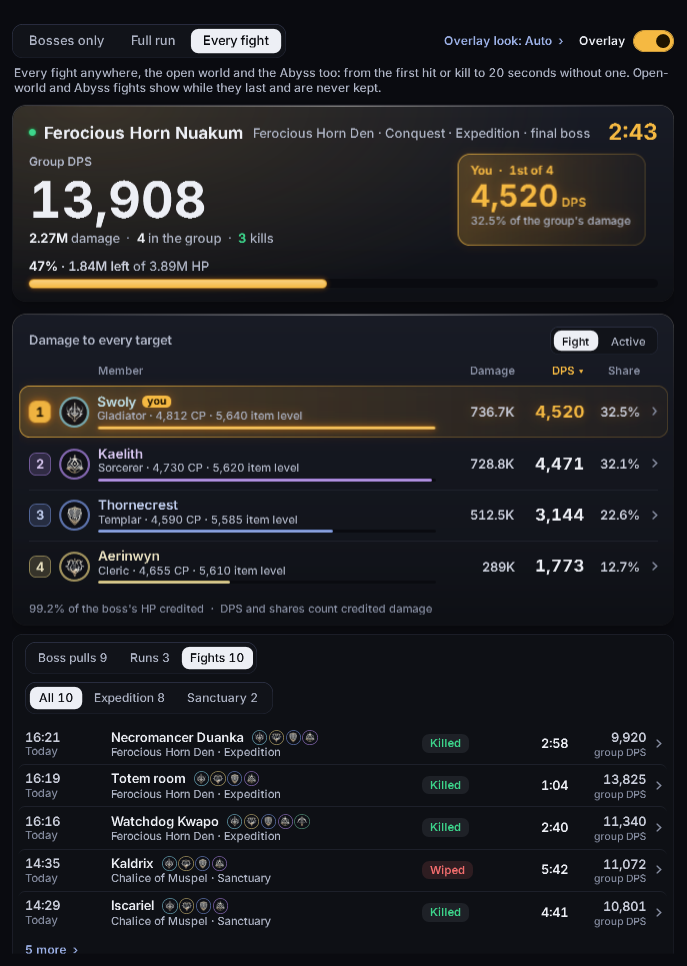 Bosses only Full run Every fight Overlay look: Auto › Overlay
Every fight anywhere, the open world and the Abyss too: from the first hit or kill to 20 seconds without one. Open-
world and Abyss fights show while they last and are never kept.
Ferocious Horn Nuakum Ferocious Horn Den · Conquest · Expedition · final boss 2:43
Group DPS
13,908
2.27M damage · 4 in the group · 3 kills
You · 1st of 4
4,520 DPS
32.5% of the group's damage
47% · 1.84M left of 3.89M HP
Damage to every target Fight Active
Member Damage DPS ▾ Share
1 Swoly you 736.7K 4,520 32.5% ›
Gladiator · 4,812 CP · 5,640 item level
2 Kaelith 728.8K 4,471 32.1% ›
Sorcerer · 4,730 CP · 5,620 item level
3 Thornecrest 512.5K 3,144 22.6% ›
Templar · 4,590 CP · 5,585 item level
4 Aerinwyn 289K 1,773 12.7% ›
Cleric · 4,655 CP · 5,610 item level
99.2% of the boss's HP credited · DPS and shares count credited damage
Boss pulls 9 Runs 3 Fights 10
All 10 Expedition 8 Sanctuary 2
16:21 Necromancer Duanka Killed 2:58 9,920 ›
Today Ferocious Horn Den · Expedition group DPS
16:19 Totem room Killed 1:04 13,825 ›
Today Ferocious Horn Den · Expedition group DPS
16:16 Watchdog Kwapo Killed 2:40 11,340 ›
Today Ferocious Horn Den · Expedition group DPS
14:35 Kaldrix Wiped 5:42 11,072 ›
Today Chalice of Muspel · Sanctuary group DPS
14:29 Iscariel Killed 4:41 10,801 ›
Today Chalice of Muspel · Sanctuary group DPS
5 more ›